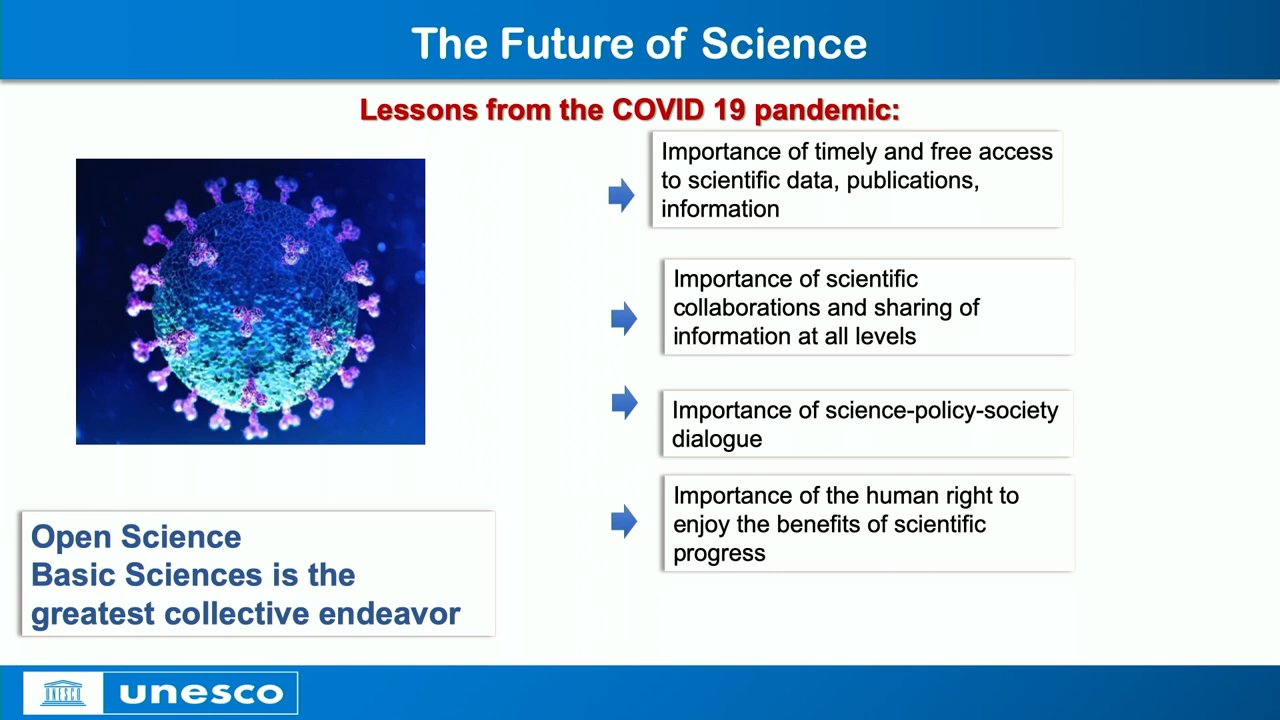 The Future of Science
Lessons from the COVID 19 pandemic:
Importance of timely and free access
to scientific data, publications,
information
Importance of scientific
collaborations and sharing of
information at all levels
Importance of science-policy-society
dialogue
Importance of the human right to
enjoy the benefits of scientific
progress
Open Science
Basic Sciences is the
greatest collective endeavor
UNESCO
unesco